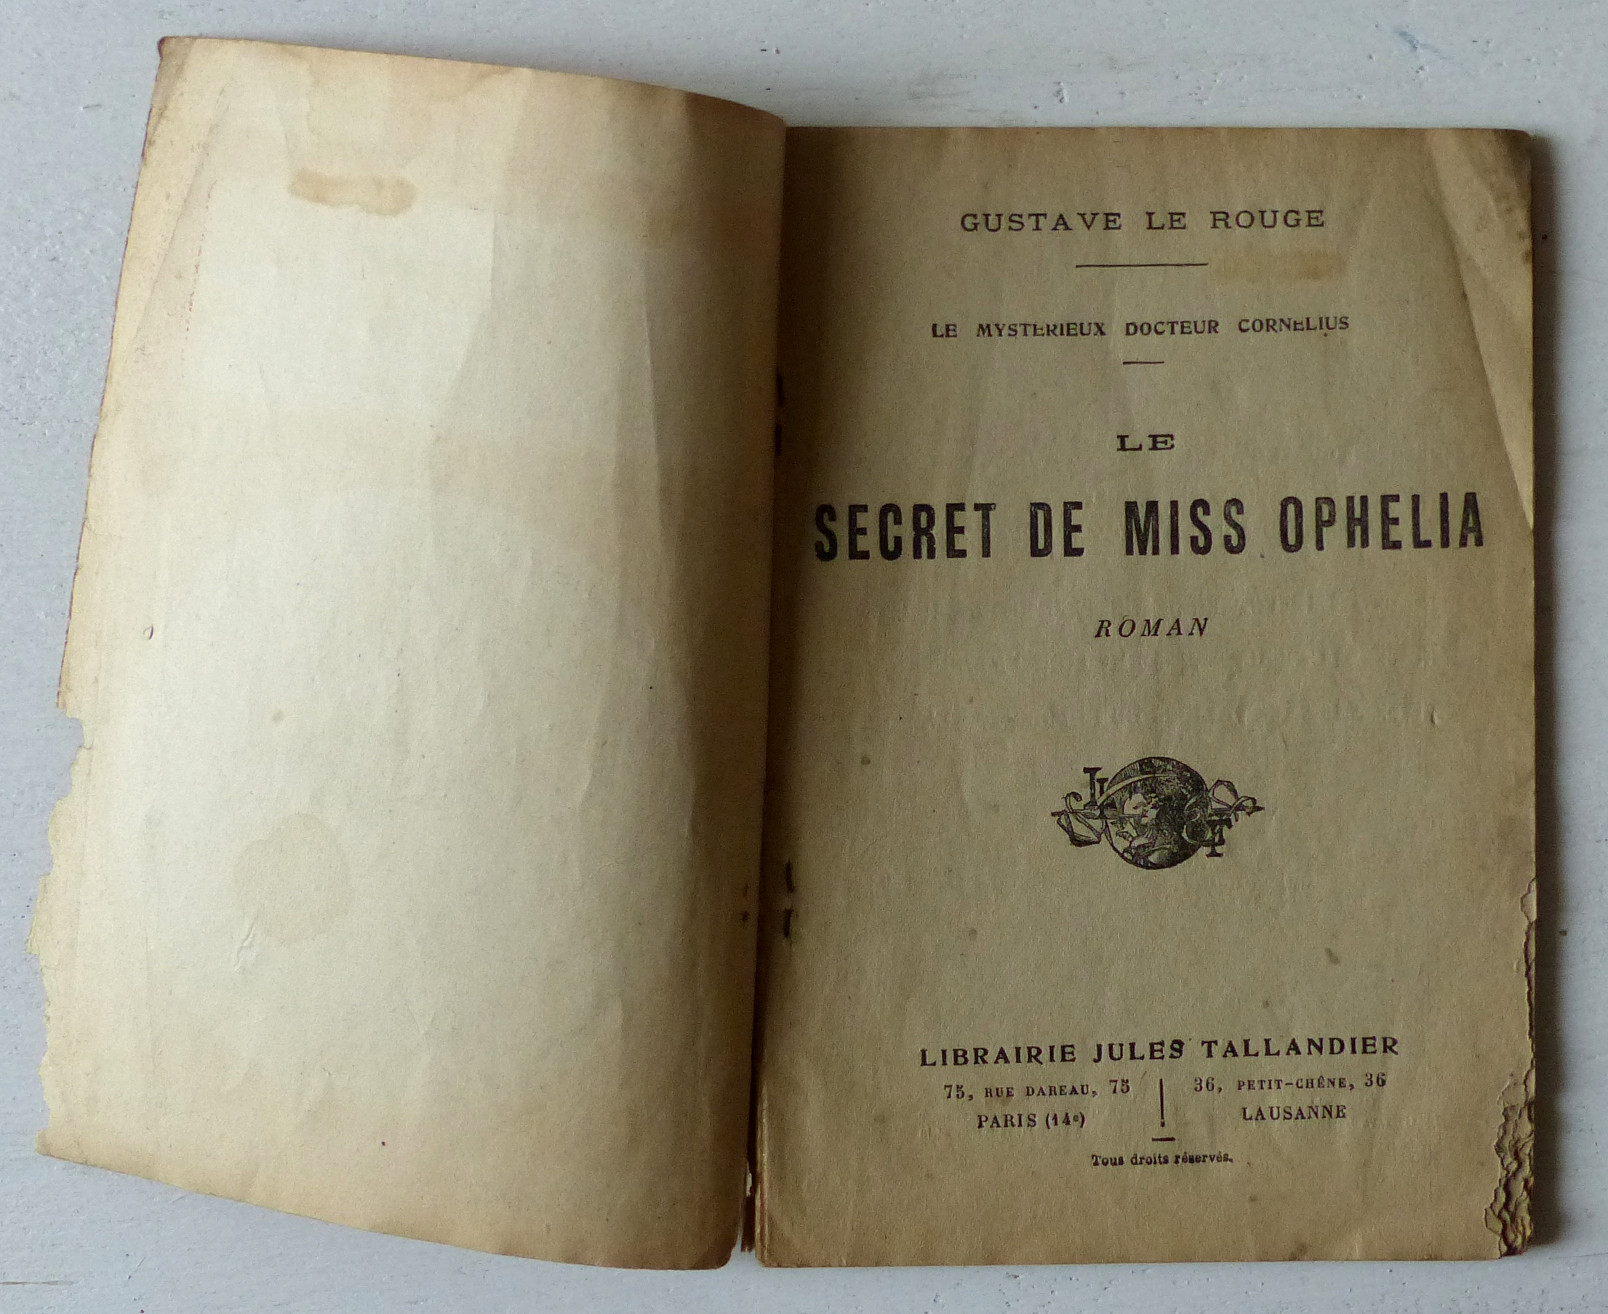 GUSTAVE LE ROUGE
LE MYSTERIEUX DOCTEUR CORNELIUS
LE
SECRET DE MISS OPHELIA
ROMAN
J T
LIBRAIRIE JULES TALLANDIER
75, RUE DAREAU, 75
PARIS (14e)
36, PETIT-CHÊNE, 36
LAUSANNE
Tous droits réservés.